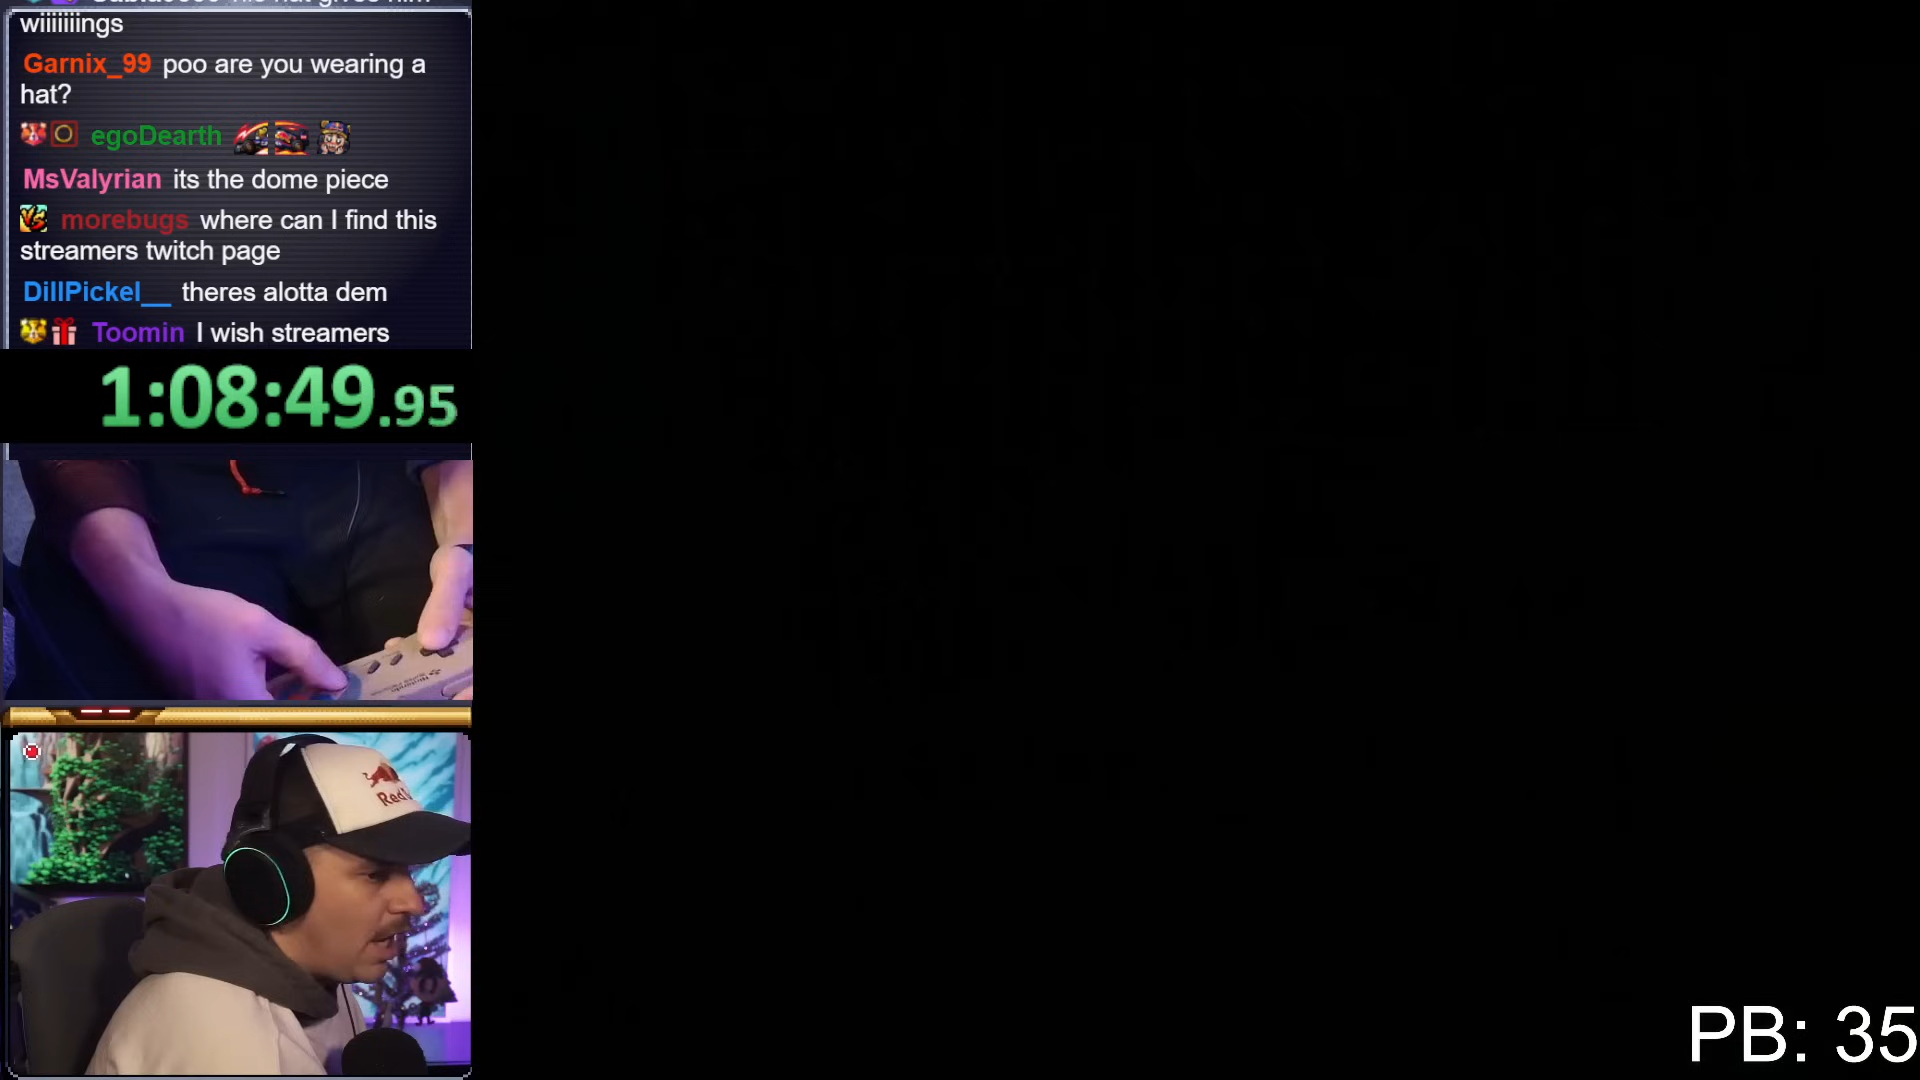 wiiiiiiings
Garnix_99 poo are you wearing a
hat?
egoDearth
MsValyrian its the dome piece
morebugs where can I find this
streamers twitch page
DillPickel__ theres alotta dem
Toomin I wish streamers
1:08:49.95
Red
PB: 35